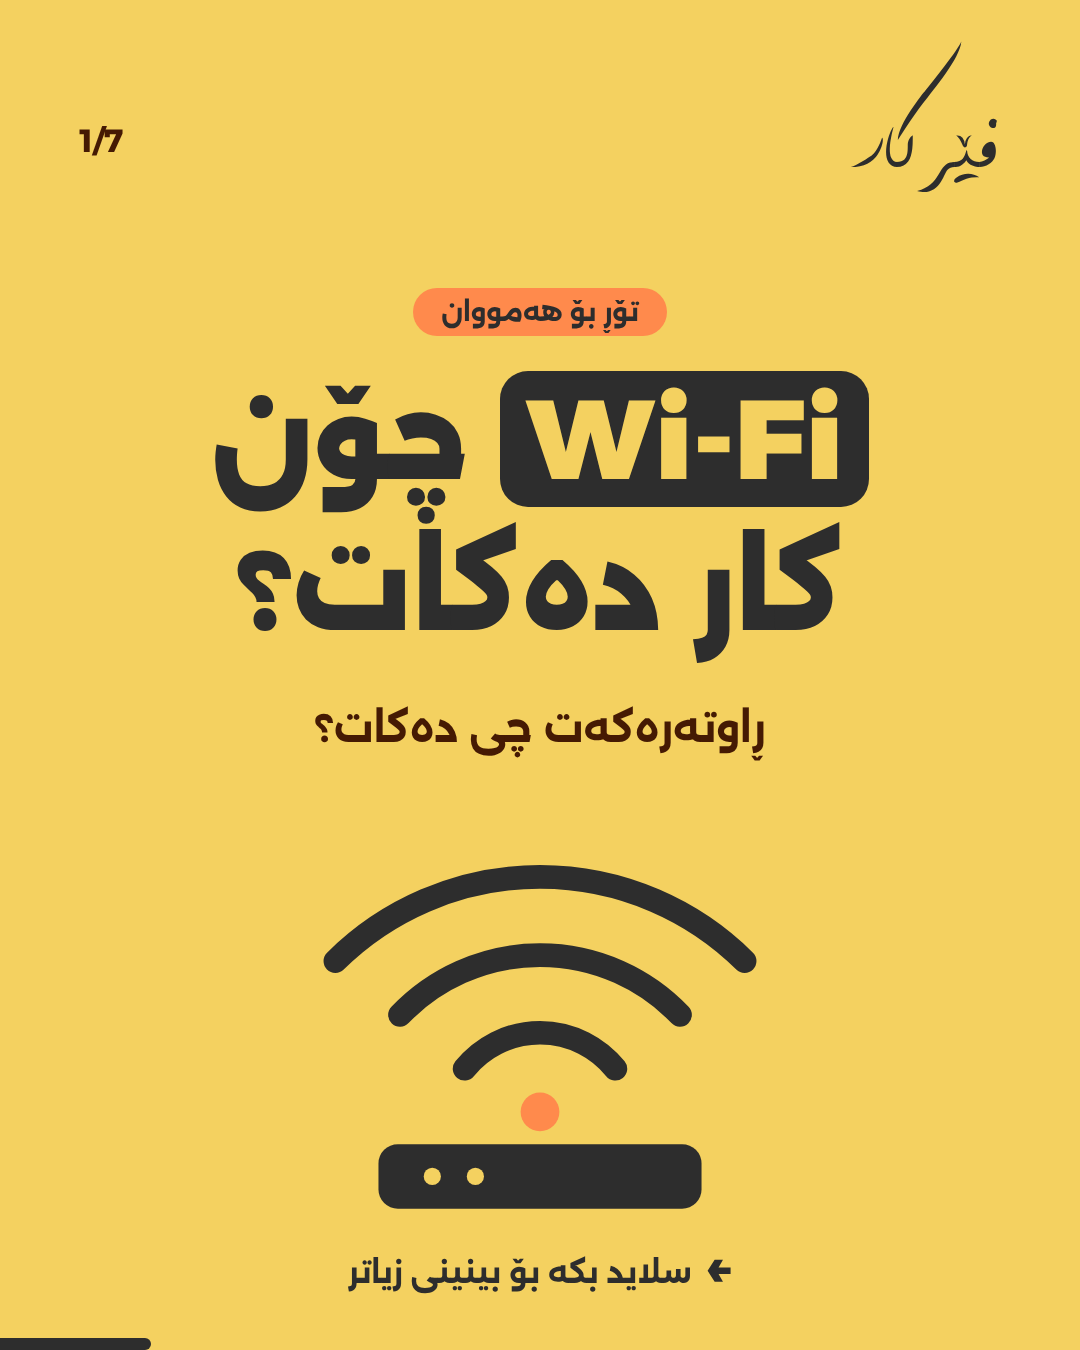 فێرکار
1/7
تۆڕ بۆ هەمووان
Wi-Fi چۆن
کار دەکات؟
ڕاوتەرەکەت چی دەکات؟
سلاید بکە بۆ بینینی زیاتر